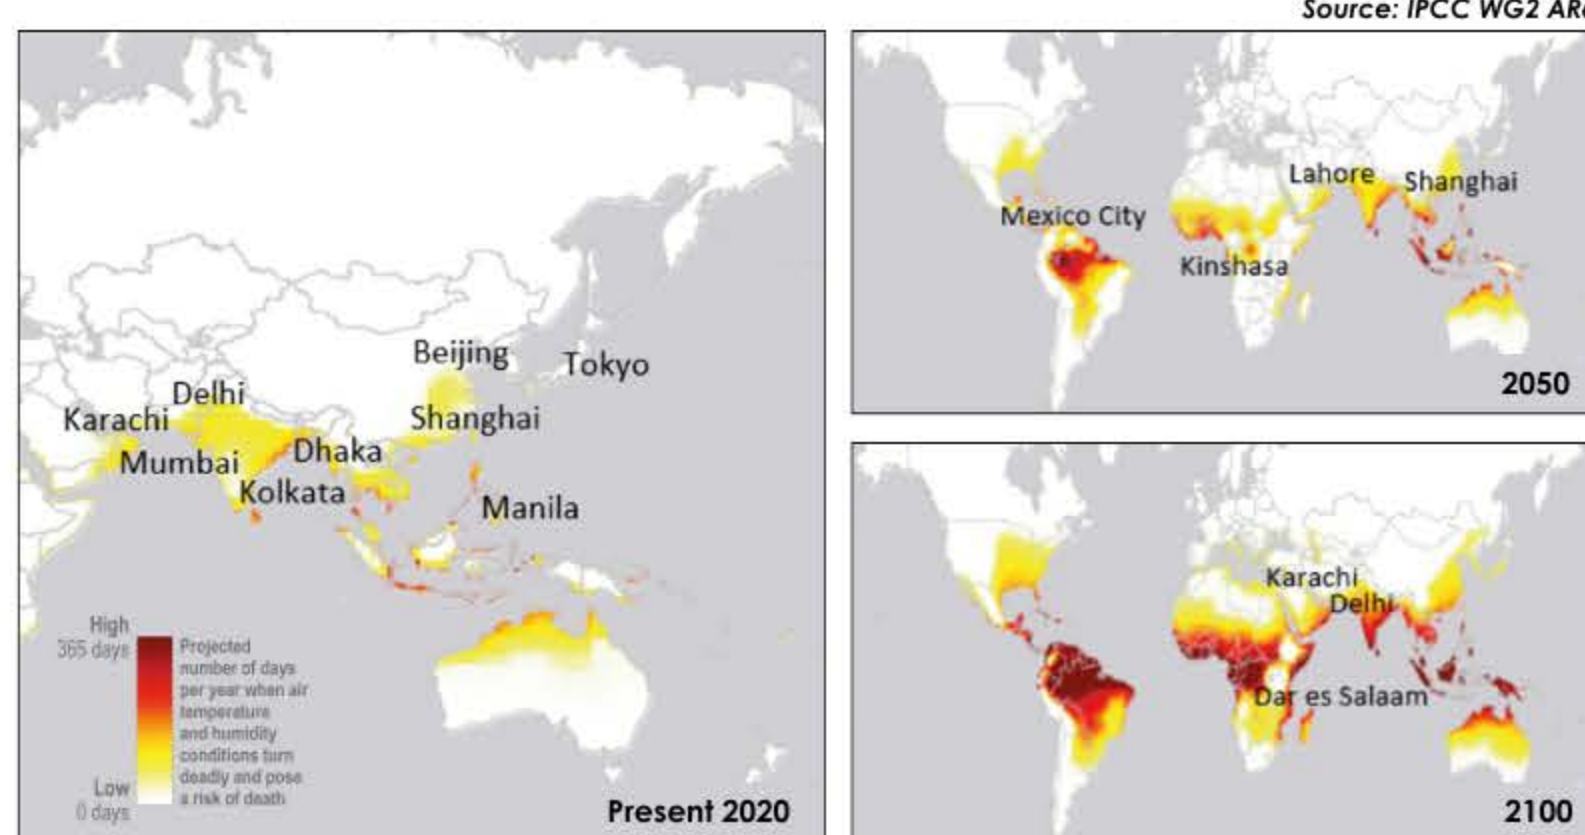 Source: IPCC WG2 AR6
Beijing
Tokyo
Delhi
Karachi
Shanghai
Dhaka
Mumbai
Kolkata
Manila
High
365 days
Projected
number of days
per year when air
temperature
and humidity
conditions turn
deadly and pose
a risk of death
Low
0 days
Present 2020
Lahore
Shanghai
Mexico City
Kinshasa
2050
Karachi
Delhi
Dar es Salaam
2100